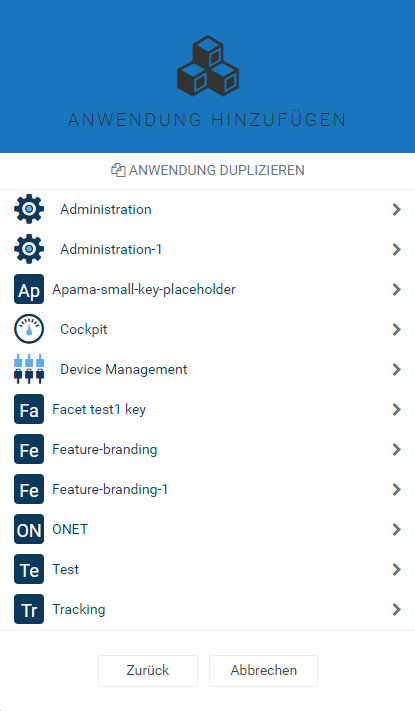 ANWENDUNG HINZUFÜGEN
ANWENDUNG DUPLIZIEREN
Administration
Administration-1
Ap Apama-small-key-placeholder
Cockpit
Device Management
Fa Facet test1 key
Fe Feature-branding
Fe Feature-branding-1
ON ONET
Te Test
Tr Tracking
Zurück Abbrechen